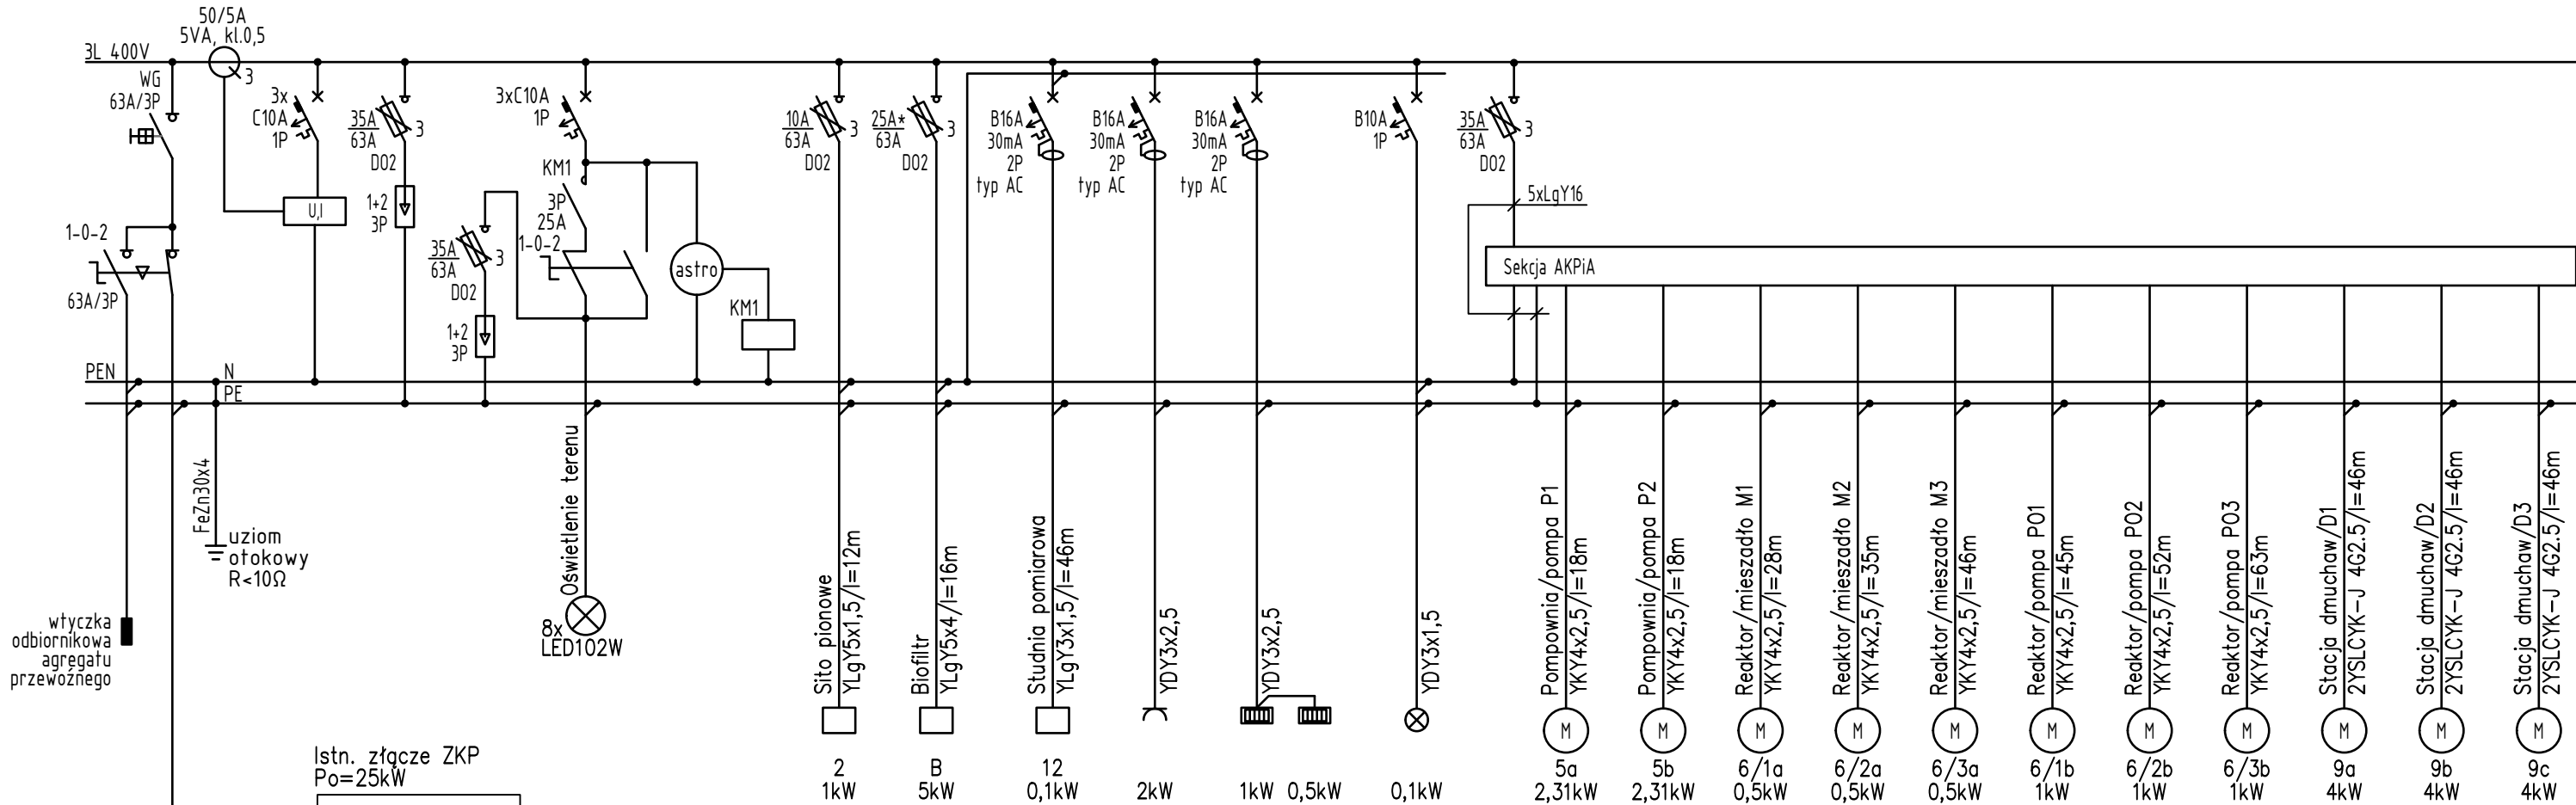 50/5A
5VA, kl.0,5
3L 400V
3
WG
63A/3P
1-0-2
63A/3P
3x
C10A
1P
U,I
35A
63A
3
D02
1+2
3P
35A
63A
3
D02
1+2
3P
3xC10A
1P
KM1
3P
25A
1-0-2
astro
KM1
10A
63A
3
D02
25A*
63A
3
D02
B16A
30mA
2P
typ AC
B16A
30mA
2P
typ AC
B16A
30mA
2P
typ AC
B10A
1P
35A
63A
3
D02
5xLgY16
Sekcja AKPiA
PEN
N
PE
FeZn30x4
uziom
otokowy
R<10Ω
wtyczka
odbiornikowa
agregatu
przewoźnego
Istn. złącze ZKP
Po=25kW
Oświetlenie terenu
8x
LED102W
Sito pionowe
YLgY5x1,5/l=12m
2
1kW
Biofiltr
YLgY5x4/l=16m
B
5kW
Studnia pomiarowa
YLgY3x1,5/l=46m
12
0,1kW
YDY3x2,5
2kW
YDY3x2,5
1kW
0,5kW
YDY3x1,5
0,1kW
Pompownia/pompa P1
YKY4x2,5/l=18m
M
5a
2,31kW
Pompownia/pompa P2
YKY4x2,5/l=18m
M
5b
2,31kW
Reaktor/mieszadło M1
YKY4x2,5/l=28m
M
6/1a
0,5kW
Reaktor/mieszadło M2
YKY4x2,5/l=35m
M
6/2a
0,5kW
Reaktor/mieszadło M3
YKY4x2,5/l=46m
M
6/3a
0,5kW
Reaktor/pompa PO1
YKY4x2,5/l=45m
M
6/1b
1kW
Reaktor/pompa PO2
YKY4x2,5/l=52m
M
6/2b
1kW
Reaktor/pompa PO3
YKY4x2,5/l=63m
M
6/3b
1kW
Stacja dmuchaw/D1
2YSLCYK-J 4G2.5/l=46m
M
9a
4kW
Stacja dmuchaw/D2
2YSLCYK-J 4G2.5/l=46m
M
9b
4kW
Stacja dmuchaw/D3
2YSLCYK-J 4G2.5/l=46m
M
9c
4kW